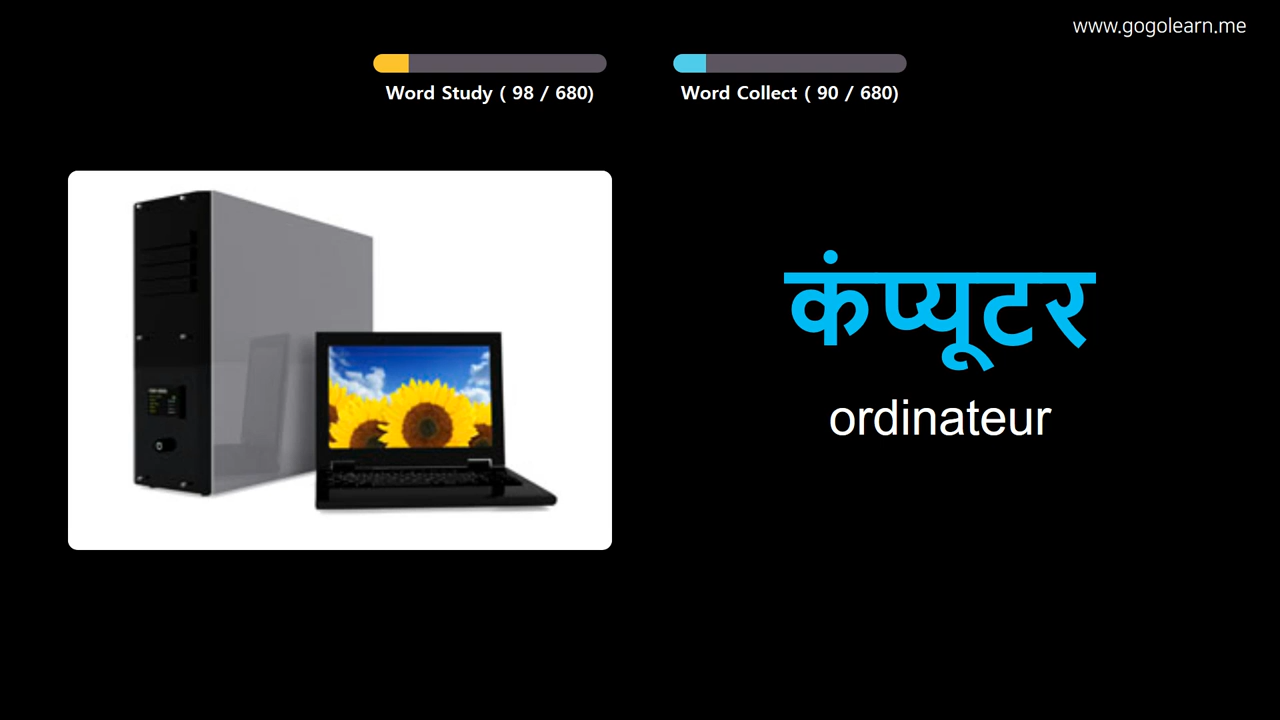 www.gogolearn.me
Word Study ( 98 / 680)
Word Collect ( 90 / 680)
कंप्यूटर
ordinateur